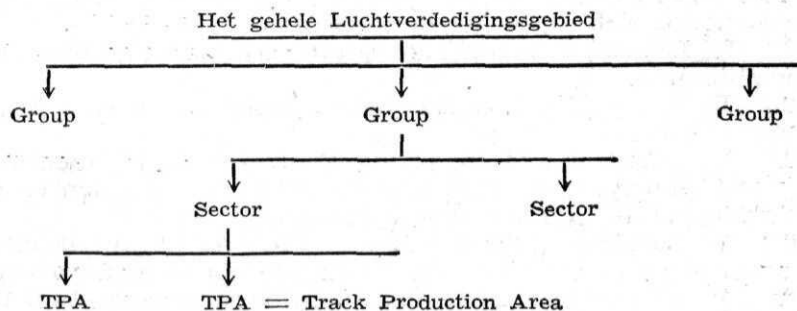 Het gehele Luchtverdedigingsgebied
Group Group Group
Sector Sector
TPA TPA = Track Production Area